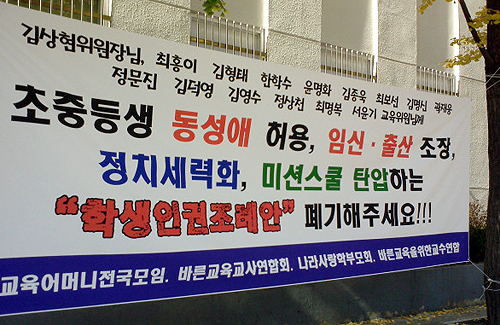 김상현위원장님, 최홍이 김형태 한학수 윤명화 김종욱 최보선 김명신 곽재웅
정문진 김덕영 김영수 정상천 최명복 서윤기 교육위원님께
초중등생 동성애 허용, 임신·출산 조장,
정치세력화, 미션스쿨 탄압하는
“학생인권조례안” 폐기해주세요!!!
교육어머니전국모임. 바른교육교사연합회. 나라사랑학부모회. 바른교육을위한교수연합